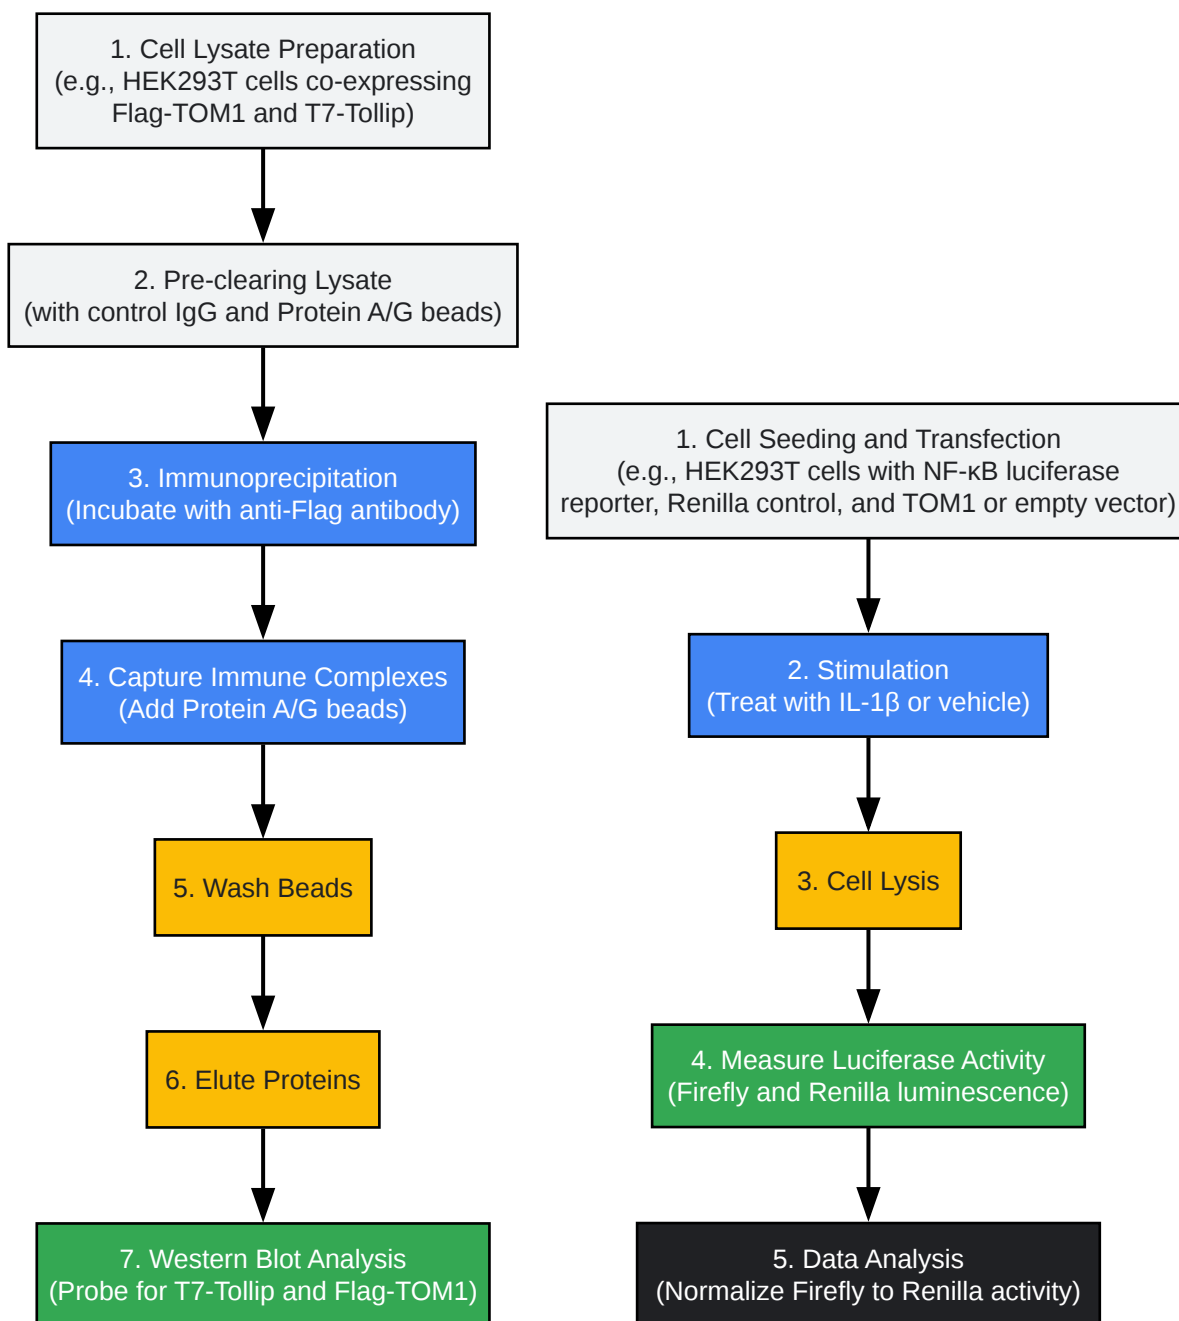 1. Cell Lysate Preparation
(e.g., HEK293T cells co-expressing
Flag-TOM1 and T7-Tollip)
2. Pre-clearing Lysate
(with control IgG and Protein A/G beads)
3. Immunoprecipitation
(Incubate with anti-Flag antibody)
4. Capture Immune Complexes
(Add Protein A/G beads)
5. Wash Beads
6. Elute Proteins
7. Western Blot Analysis
(Probe for T7-Tollip and Flag-TOM1)
1. Cell Seeding and Transfection
(e.g., HEK293T cells with NF-κB luciferase
reporter, Renilla control, and TOM1 or empty vector)
2. Stimulation
(Treat with IL-1β or vehicle)
3. Cell Lysis
4. Measure Luciferase Activity
(Firefly and Renilla luminescence)
5. Data Analysis
(Normalize Firefly to Renilla activity)